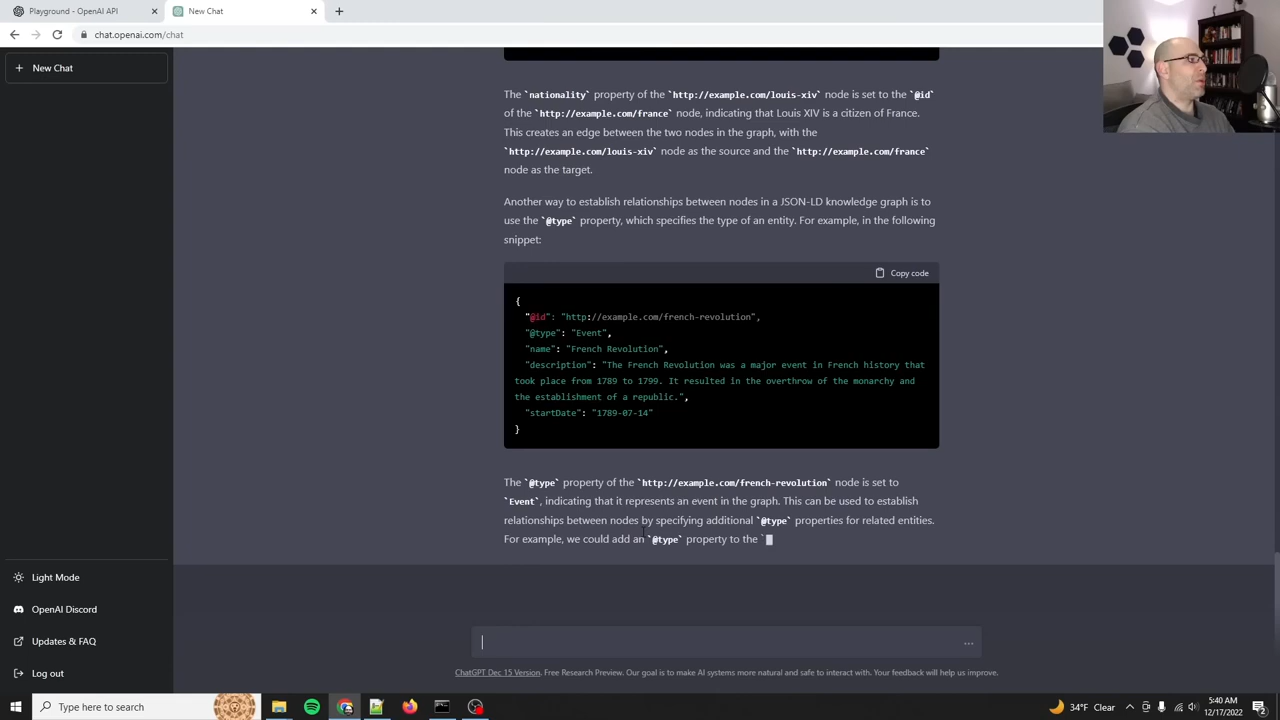 Playground - OpenAI API
New Chat
chat.openai.com/chat
New Chat
The `nationality` property of the `http://example.com/louis-xiv` node is set to the `@id`
of the `http://example.com/france` node, indicating that Louis XIV is a citizen of France.
This creates an edge between the two nodes in the graph, with the
`http://example.com/louis-xiv` node as the source and the `http://example.com/france`
node as the target.
Another way to establish relationships between nodes in a JSON-LD knowledge graph is to
use the `@type` property, which specifies the type of an entity. For example, in the following
snippet:
Copy code
{
"@id": "http://example.com/french-revolution",
"@type": "Event",
"name": "French Revolution",
"description": "The French Revolution was a major event in French history that
took place from 1789 to 1799. It resulted in the overthrow of the monarchy and
the establishment of a republic.",
"startDate": "1789-07-14"
}
The `@type` property of the `http://example.com/french-revolution` node is set to
`Event`, indicating that it represents an event in the graph. This can be used to establish
relationships between nodes by specifying additional `@type` properties for related entities.
For example, we could add an `@type` property to the `
Light Mode
OpenAI Discord
Updates & FAQ
Log out
ChatGPT Dec 15 Version. Free Research Preview. Our goal is to make AI systems more natural and safe to interact with. Your feedback will help us improve.
Type here to search
34°F Clear
5:40 AM
12/17/2022